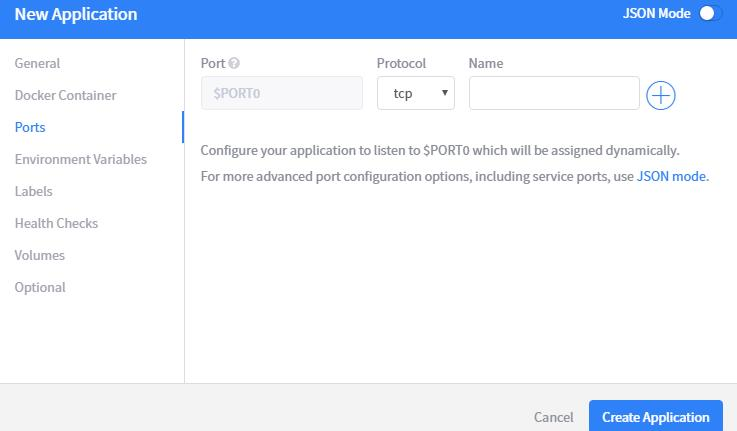 New Application
JSON Mode
General
Docker Container
Ports
Environment Variables
Labels
Health Checks
Volumes
Optional
Port ?
Protocol
Name
$PORT0
tcp
Configure your application to listen to $PORT0 which will be assigned dynamically.
For more advanced port configuration options, including service ports, use JSON mode.
Cancel
Create Application